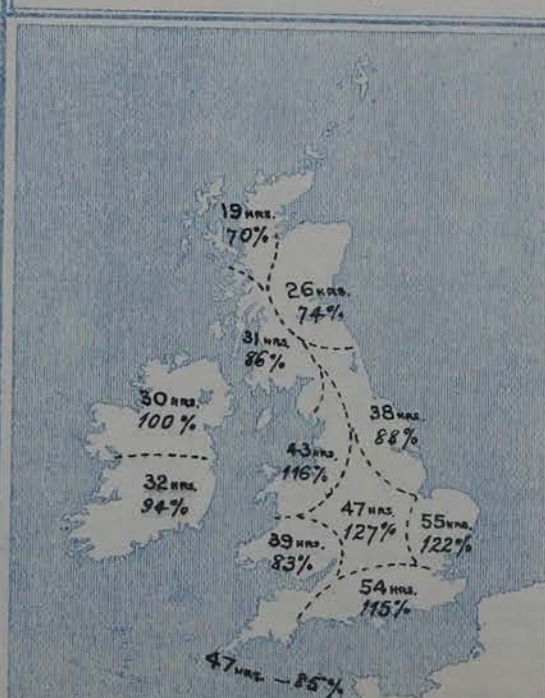 19 HRS.
70%
26 HRS.
74%
31 HRS.
86%
30 HRS.
100%
38 HRS.
88%
43 HRS.
116%
32 HRS.
94%
47 HRS.
127%
55 HRS.
122%
39 HRS.
83%
54 HRS.
115%
47 HRS. — 85%